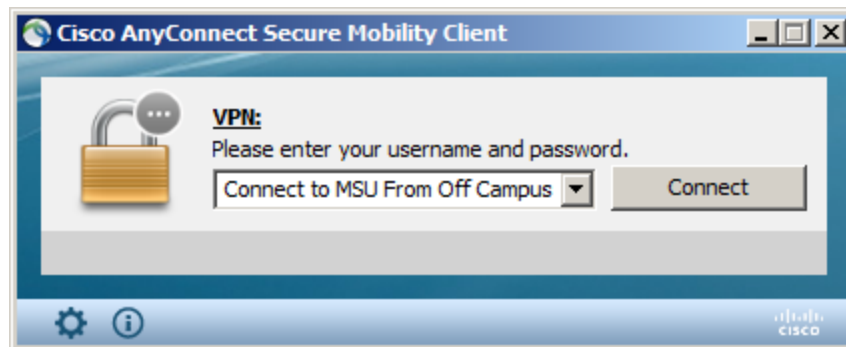 Cisco AnyConnect Secure Mobility Client
VPN:
Please enter your username and password.
Connect to MSU From Off Campus
Connect
CISCO